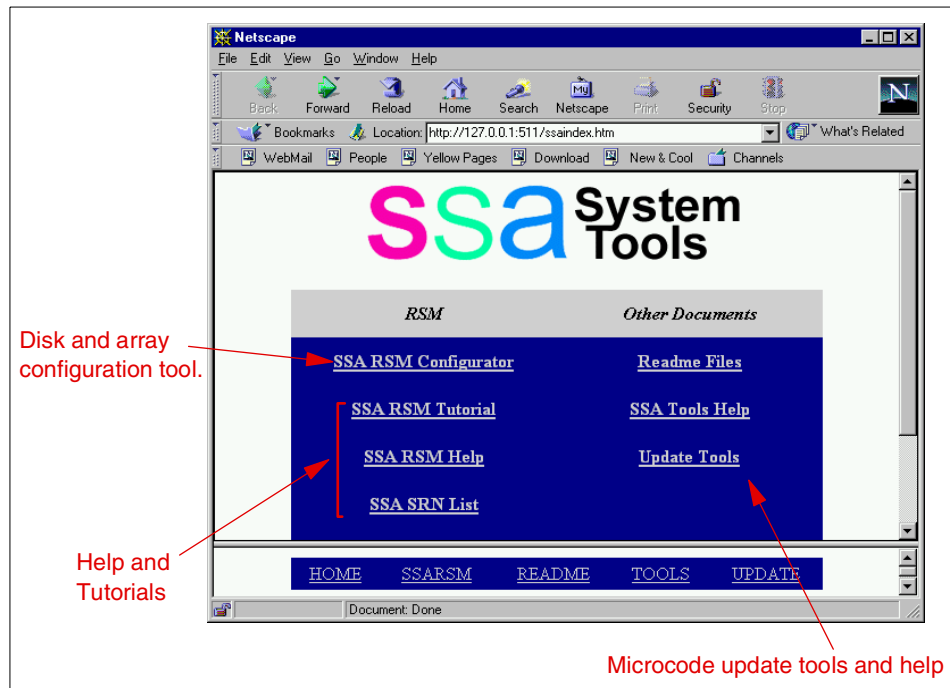 Netscape
File Edit View Go Window Help
Back Forward Reload Home Search Netscape Print Security Stop
My
N
Bookmarks Location: http://127.0.0.1:511/ssaindex.htm What's Related
WebMail People Yellow Pages Download New & Cool Channels
ssa System
Tools
RSM Other Documents
Disk and array
configuration tool.
SSA RSM Configurator Readme Files
SSA RSM Tutorial SSA Tools Help
SSA RSM Help Update Tools
SSA SRN List
Help and
Tutorials
HOME SSARSM README TOOLS UPDATE
Document: Done
Microcode update tools and help